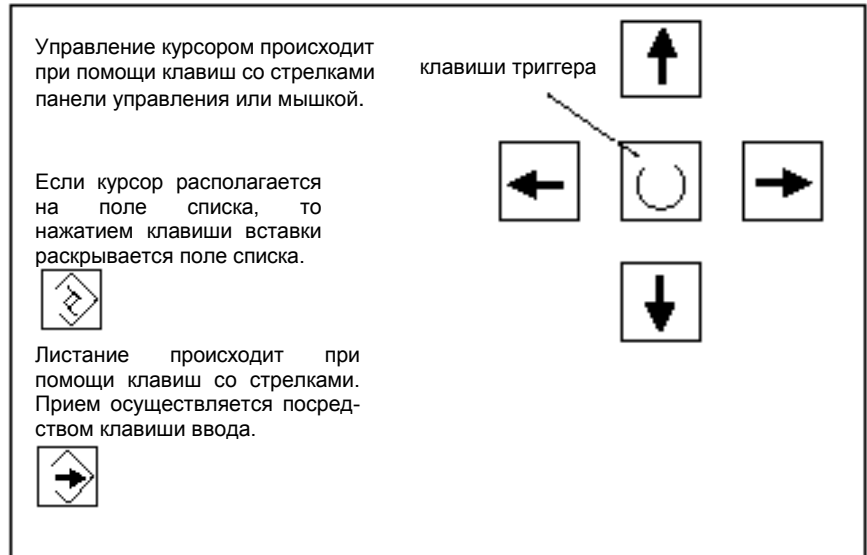 Управление курсором происходит
при помощи клавиш со стрелками
панели управления или мышкой.
клавиши триггера
Если курсор располагается
на поле списка, то
нажатием клавиши вставки
раскрывается поле списка.
Листание происходит при
помощи клавиш со стрелками.
Прием осуществляется посред-
ством клавиши ввода.